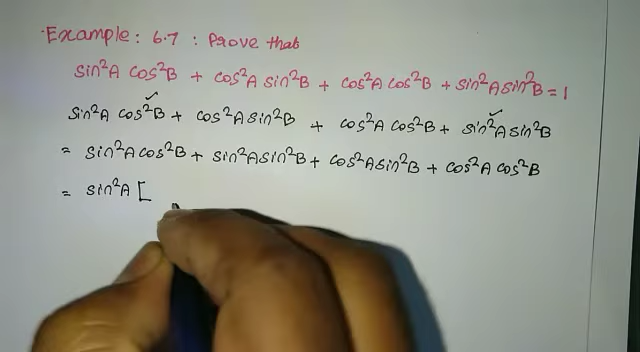 Example: 6.7 : Prove that
sin²A cos²B + cos²A sin²B + cos²A cos²B + sin²A sin²B = 1
sin²A cos²B + cos²A sin²B + cos²A cos²B + sin²A sin²B
= sin²A cos²B + sin²A sin²B + cos²A sin²B + cos²A cos²B
= sin²A [